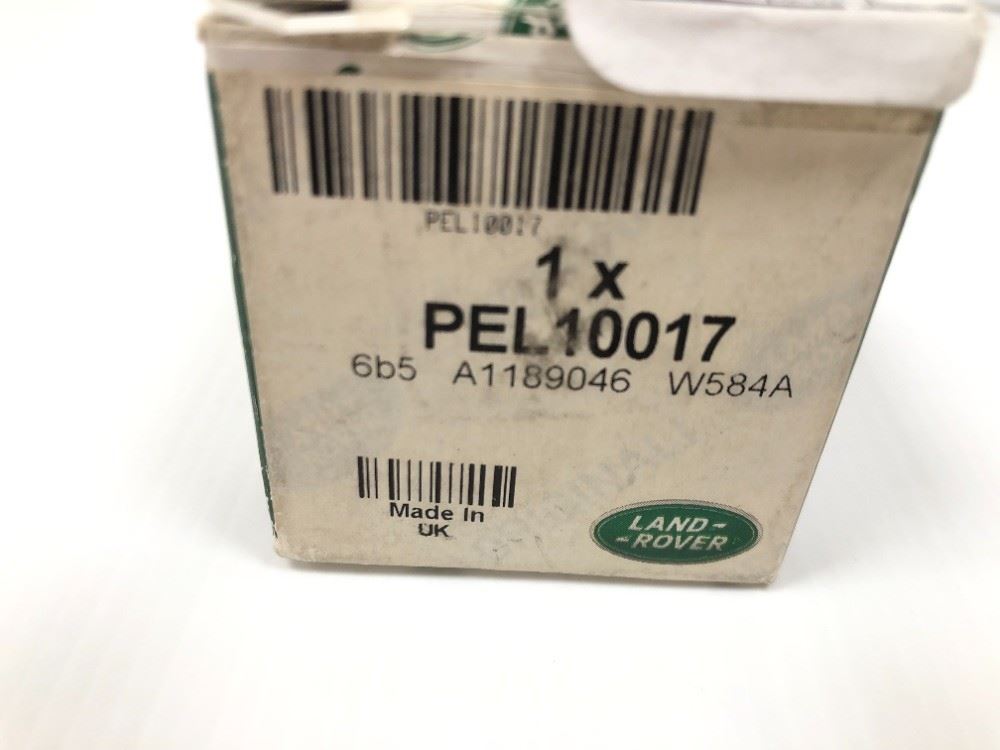 PEL10017
1 x
PEL10017
6b5 A1189046 W584A
Made In
UK
LAND-
-ROVER